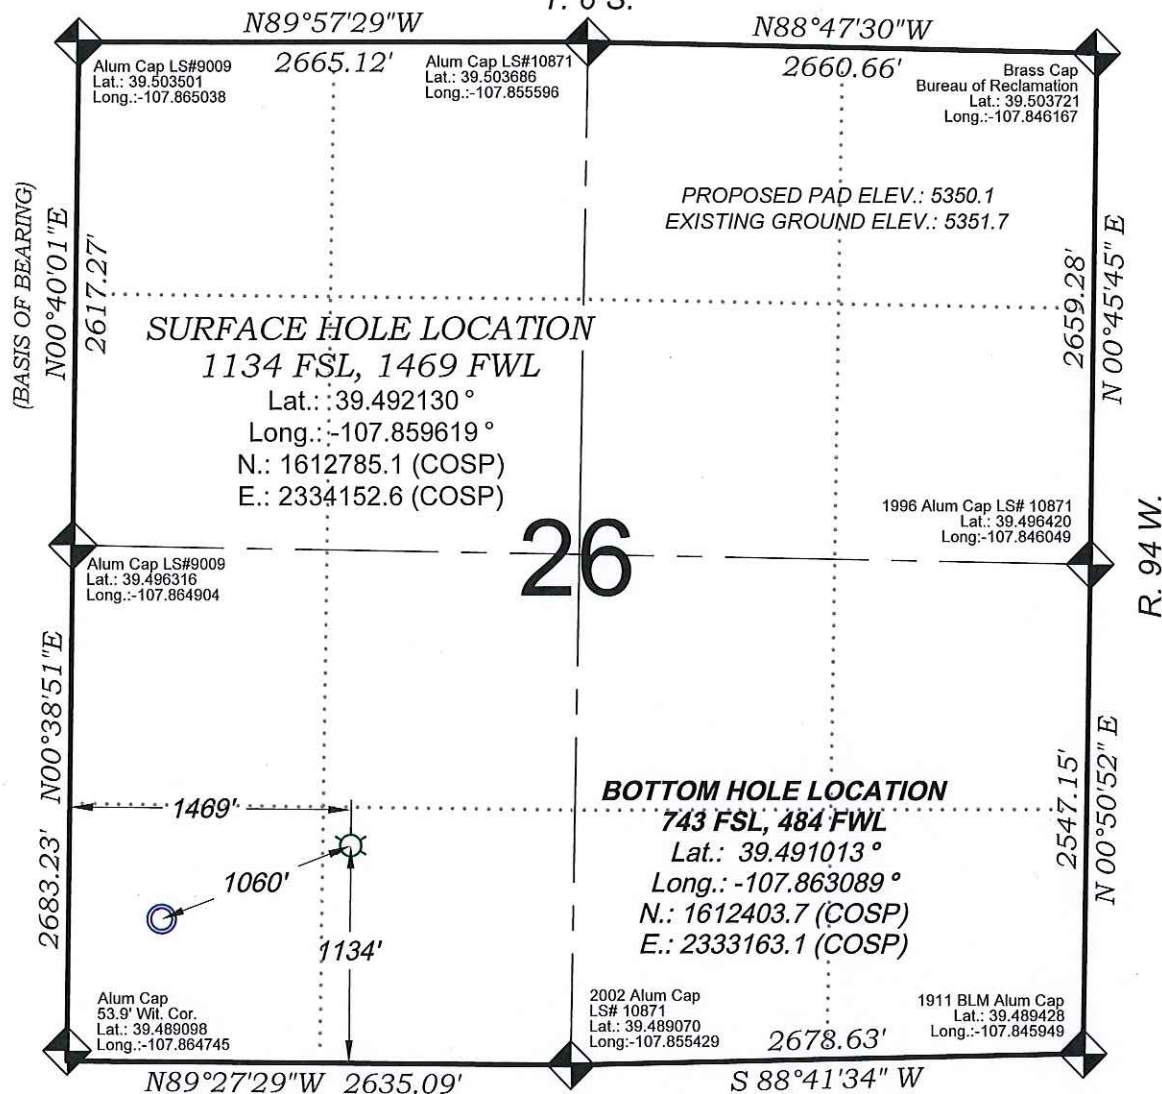 T. 6 S.
N89°57'29"W
2665.12'
N88°47'30"W
2660.66'
Alum Cap LS#9009
Lat.: 39.503501
Long.:-107.865038
Alum Cap LS#10871
Lat.: 39.503686
Long.:-107.855596
Brass Cap
Bureau of Reclamation
Lat.: 39.503721
Long.:-107.846167
PROPOSED PAD ELEV.: 5350.1
EXISTING GROUND ELEV.: 5351.7
(BASIS OF BEARING)
N00°40'01"E
2617.27'
2659.28'
N 00°45'45" E
SURFACE HOLE LOCATION
1134 FSL, 1469 FWL
Lat.: 39.492130°
Long.: -107.859619°
N.: 1612785.1 (COSP)
E.: 2334152.6 (COSP)
1996 Alum Cap LS# 10871
Lat.: 39.496420
Long:-107.846049
26
R. 94 W.
Alum Cap LS#9009
Lat.: 39.496316
Long.:-107.864904
N00°38'51"E
2683.23'
2547.15'
N 00°50'52" E
1469'
1060'
1134'
BOTTOM HOLE LOCATION
743 FSL, 484 FWL
Lat.: 39.491013°
Long.: -107.863089°
N.: 1612403.7 (COSP)
E.: 2333163.1 (COSP)
Alum Cap
53.9' Wit. Cor.
Lat.: 39.489098
Long.:-107.864745
2002 Alum Cap
LS# 10871
Lat.: 39.489070
Long:-107.855429
1911 BLM Alum Cap
Lat.: 39.489428
Long.:-107.845949
2678.63'
N89°27'29"W 2635.09'
S 88°41'34" W